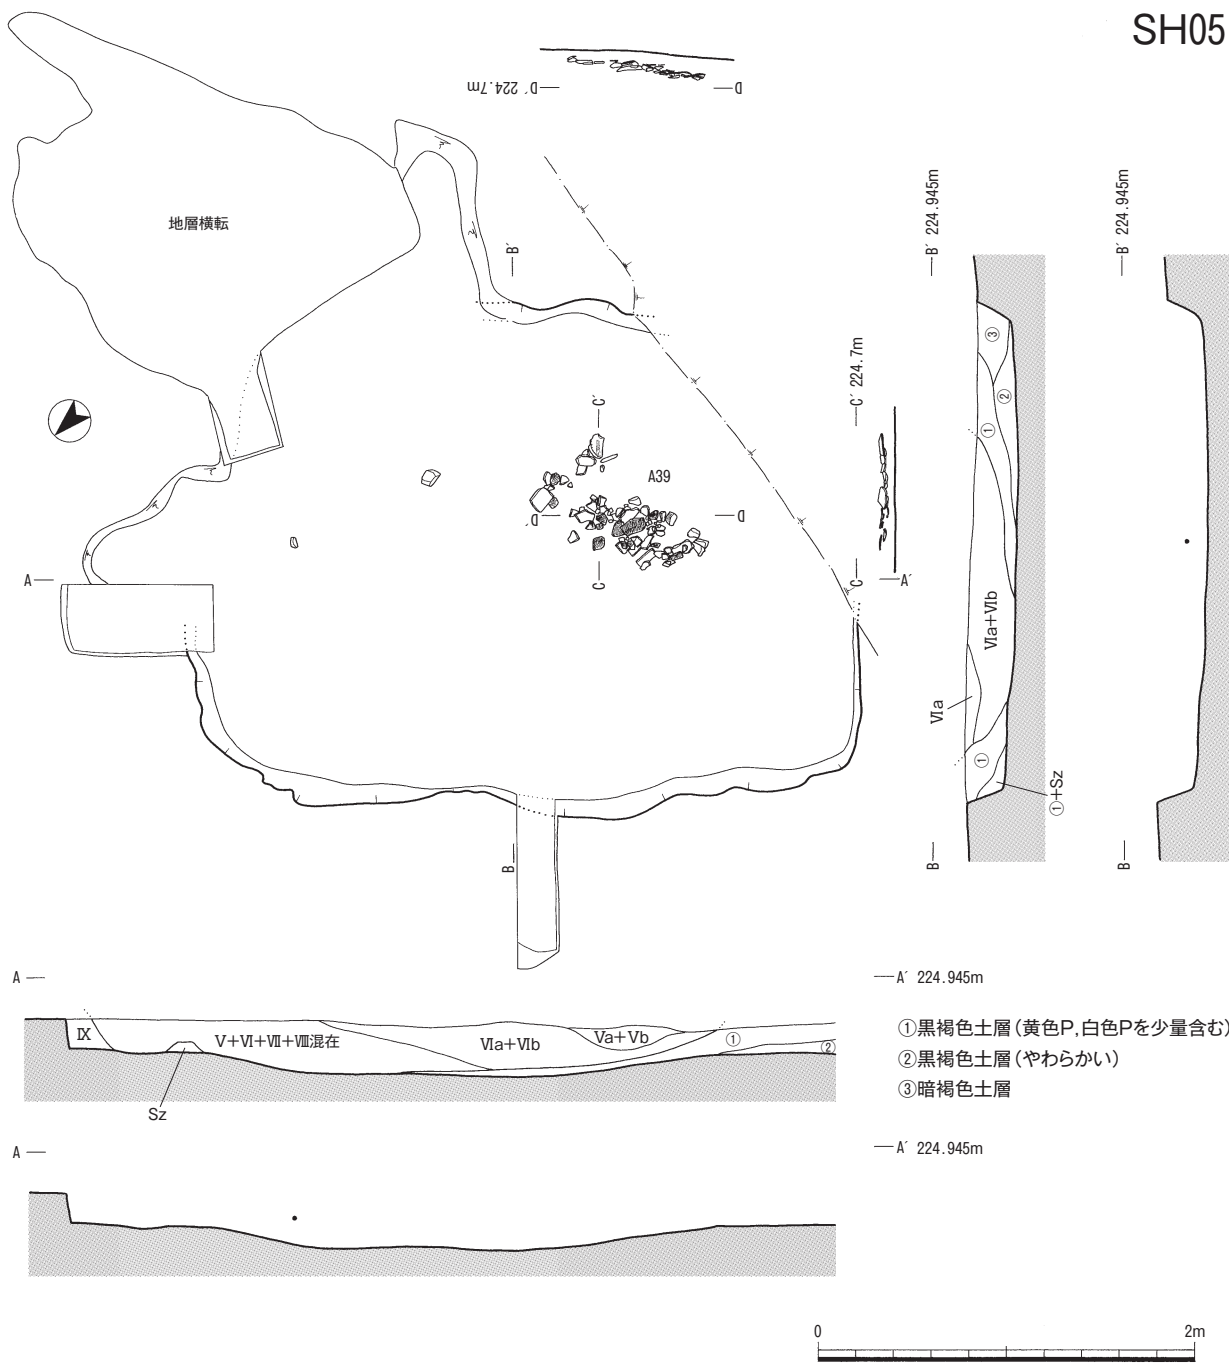 SH05
D´ 224.7m
D
地層横転
B´
B´ 224.945m
B´ 224.945m
C´ 224.7m
C´
A39
D´
D
C
C
A
A´
B
③
②
①
Ⅵa+Ⅵb
Ⅵa
①
①+Sz
B
B
A
A´ 224.945m
Ⅸ
Ⅴ+Ⅵ+Ⅶ+Ⅷ混在
Ⅵa+Ⅵb
Ⅴa+Ⅴb
①
②
Sz
①黒褐色土層(黄色P,白色Pを少量含む)
②黒褐色土層(やわらかい)
③暗褐色土層
A
A´ 224.945m
0
2m